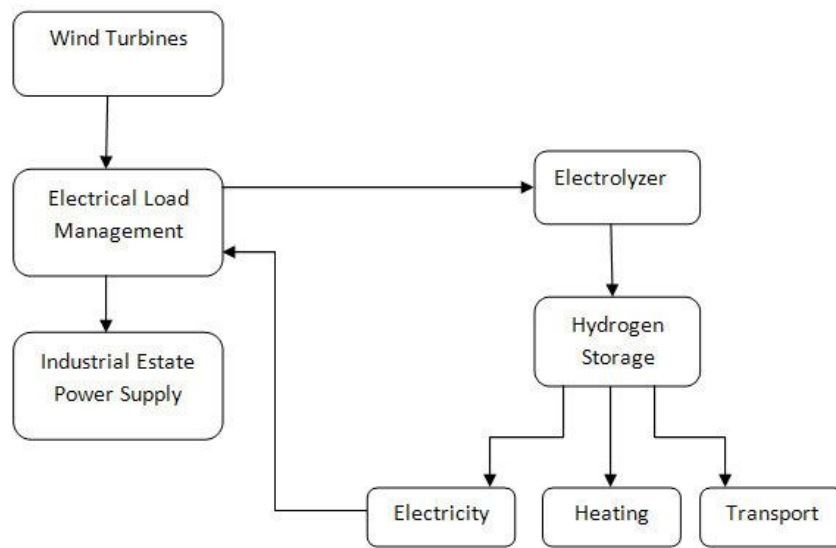 Wind Turbines
Electrical Load
Management
Electrolyzer
Industrial Estate
Power Supply
Hydrogen
Storage
Electricity
Heating
Transport